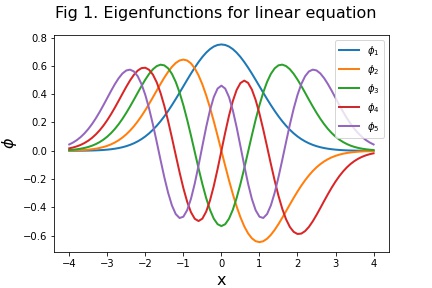 Fig 1. Eigenfunctions for linear equation
0.8
0.6
0.4
0.2
0.0
−0.2
−0.4
−0.6
ϕ
ϕ₁
ϕ₂
ϕ₃
ϕ₄
ϕ₅
−4 −3 −2 −1 0 1 2 3 4
x